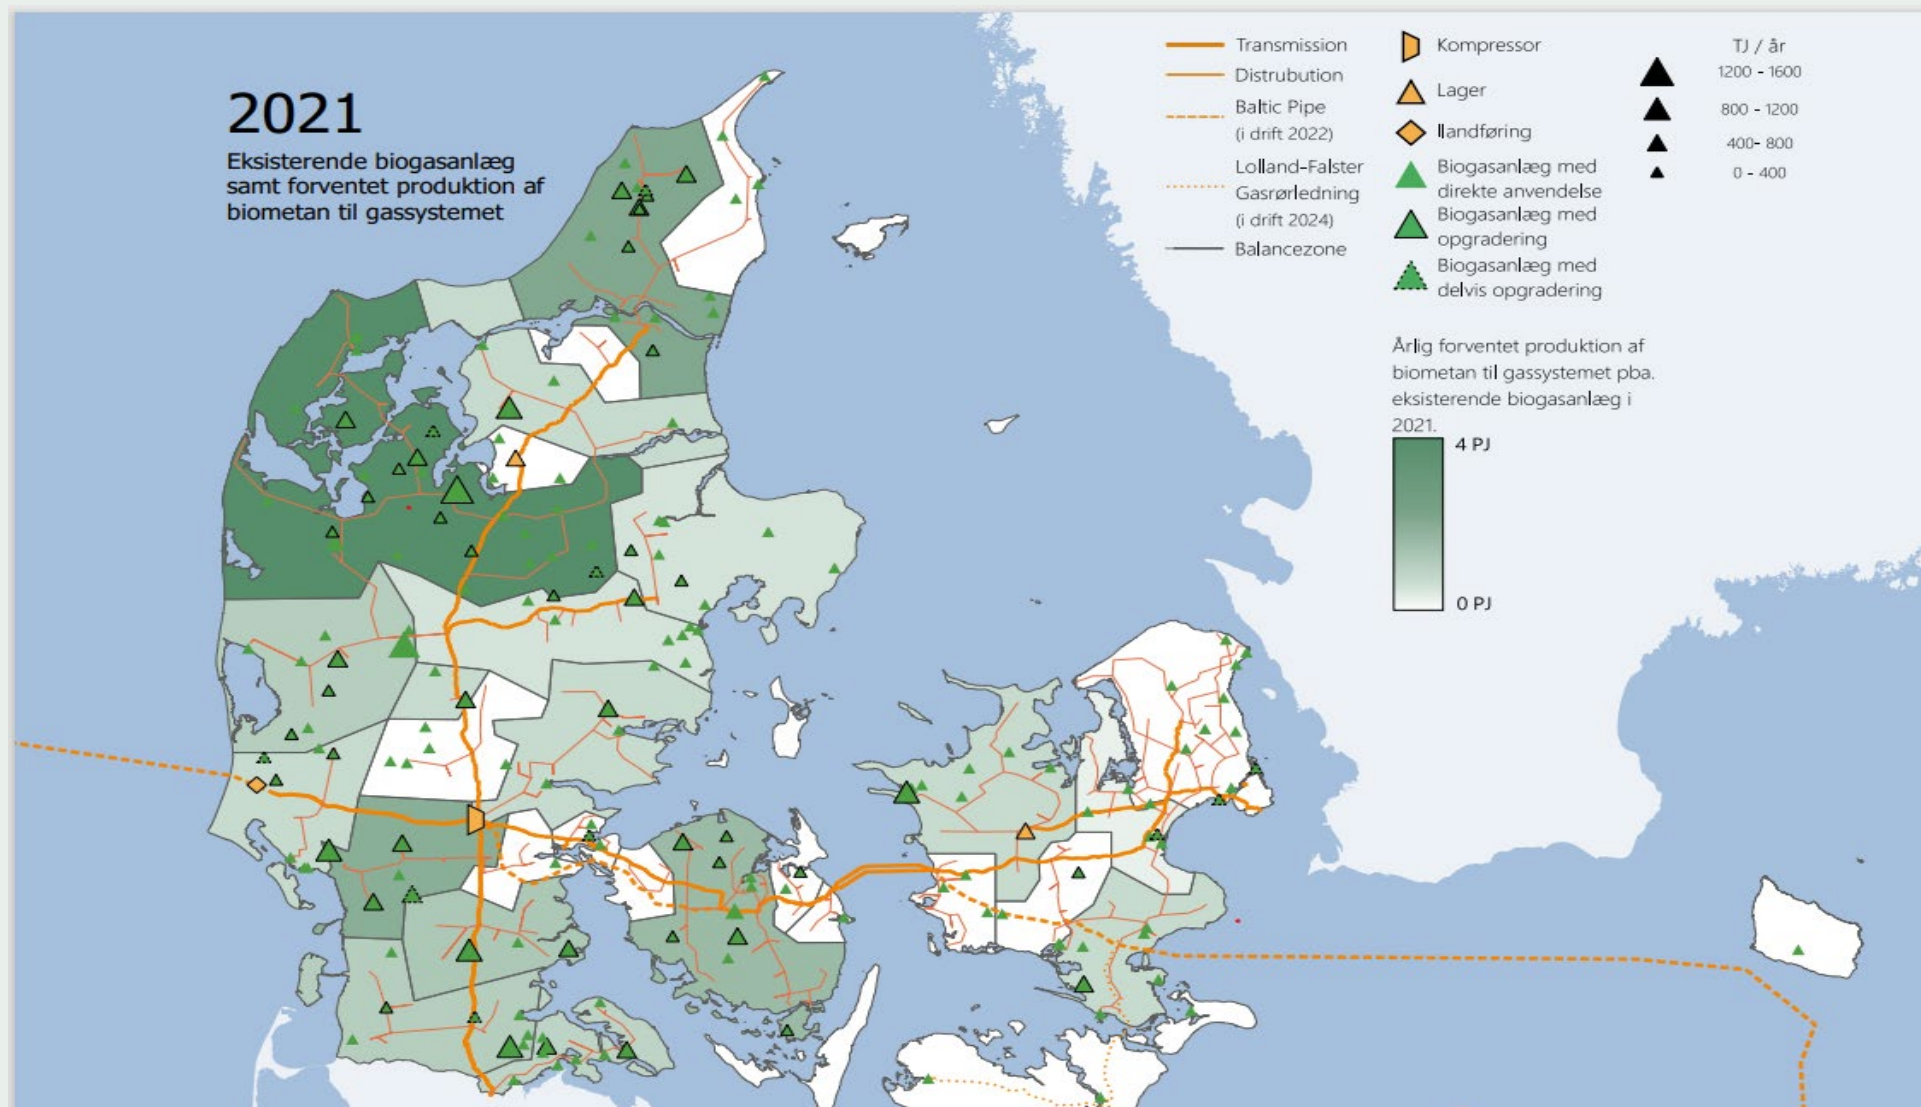 2021
Eksisterende biogasanlæg
samt forventet produktion af
biometan til gassystemet
Transmission
Distrubution
Baltic Pipe
(i drift 2022)
Lolland-Falster
Gasrørledning
(i drift 2024)
Balancezone
Kompressor
Lager
Ilandføring
Biogasanlæg med
direkte anvendelse
Biogasanlæg med
opgradering
Biogasanlæg med
delvis opgradering
TJ / år
1200 - 1600
800 - 1200
400- 800
0 - 400
Årlig forventet produktion af
biometan til gassystemet pba.
eksisterende biogasanlæg i
2021.
4 PJ
0 PJ